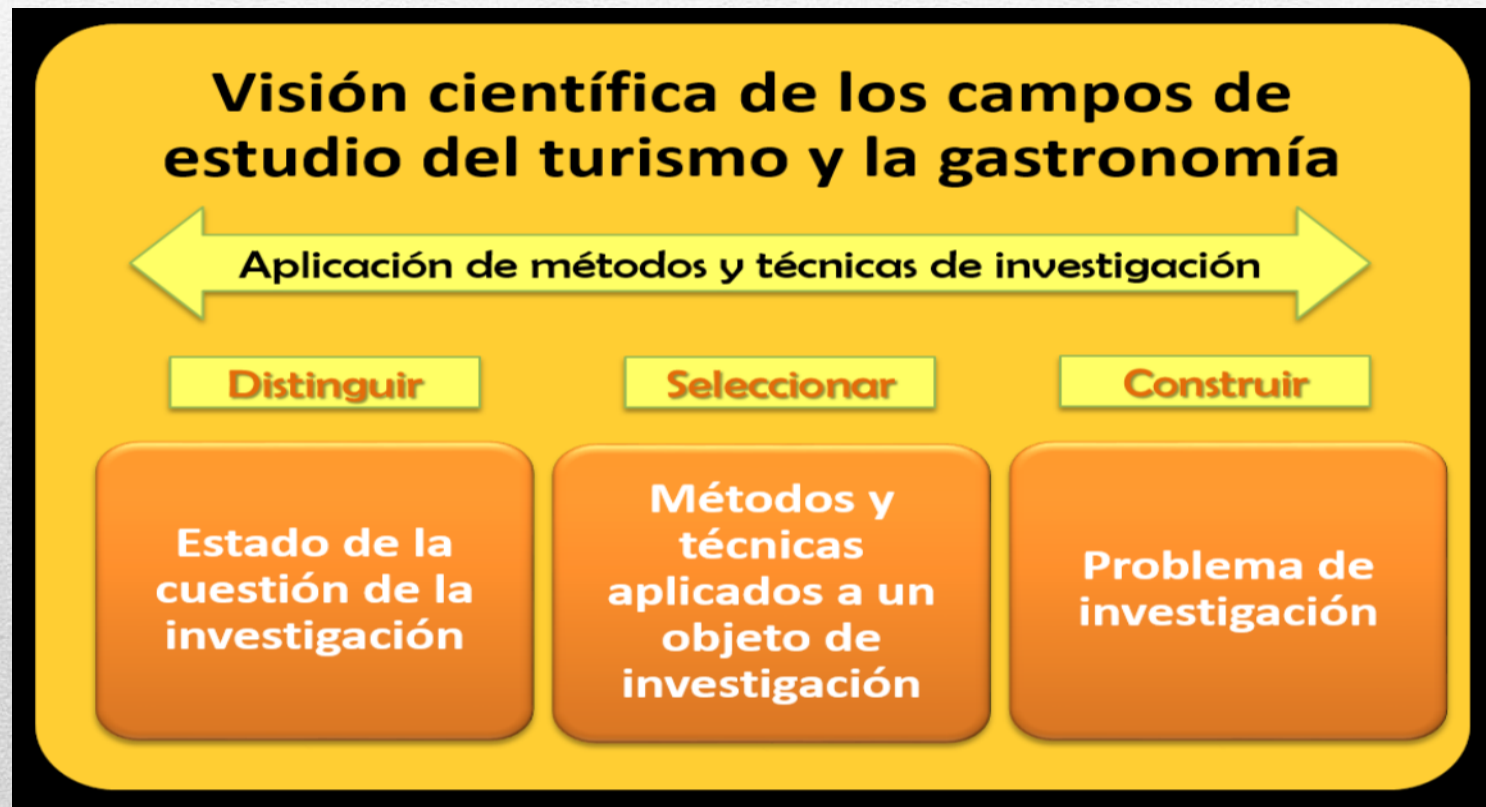 Visión científica de los campos de
estudio del turismo y la gastronomía
Aplicación de métodos y técnicas de investigación
Distinguir
Seleccionar
Construir
Estado de la
cuestión de la
investigación
Métodos y
técnicas
aplicados a un
objeto de
investigación
Problema de
investigación